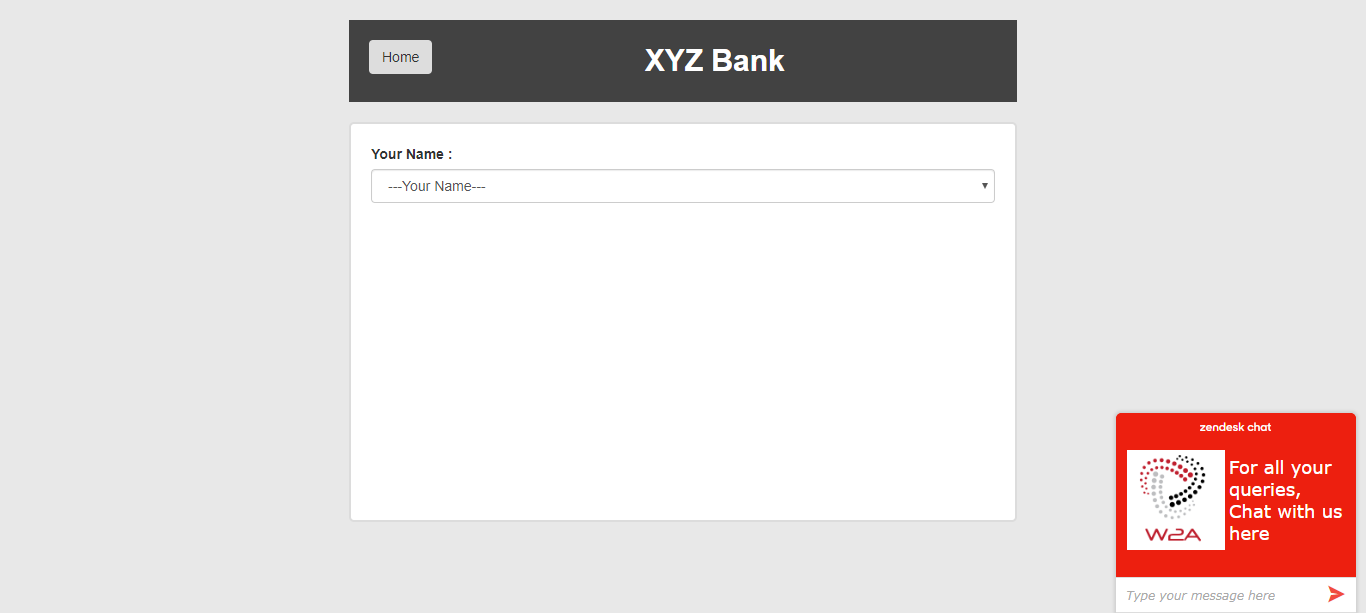 Home
XYZ Bank
Your Name :
---Your Name---
zendesk chat
W2A
For all your
queries,
Chat with us
here
Type your message here